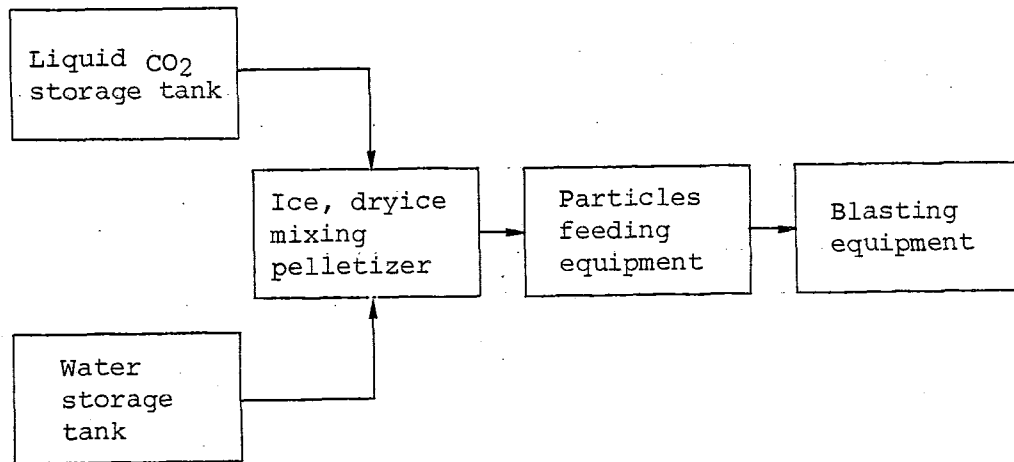 Liquid CO2
storage tank
Ice, dryice
mixing
pelletizer
Particles
feeding
equipment
Blasting
equipment
Water
storage
tank